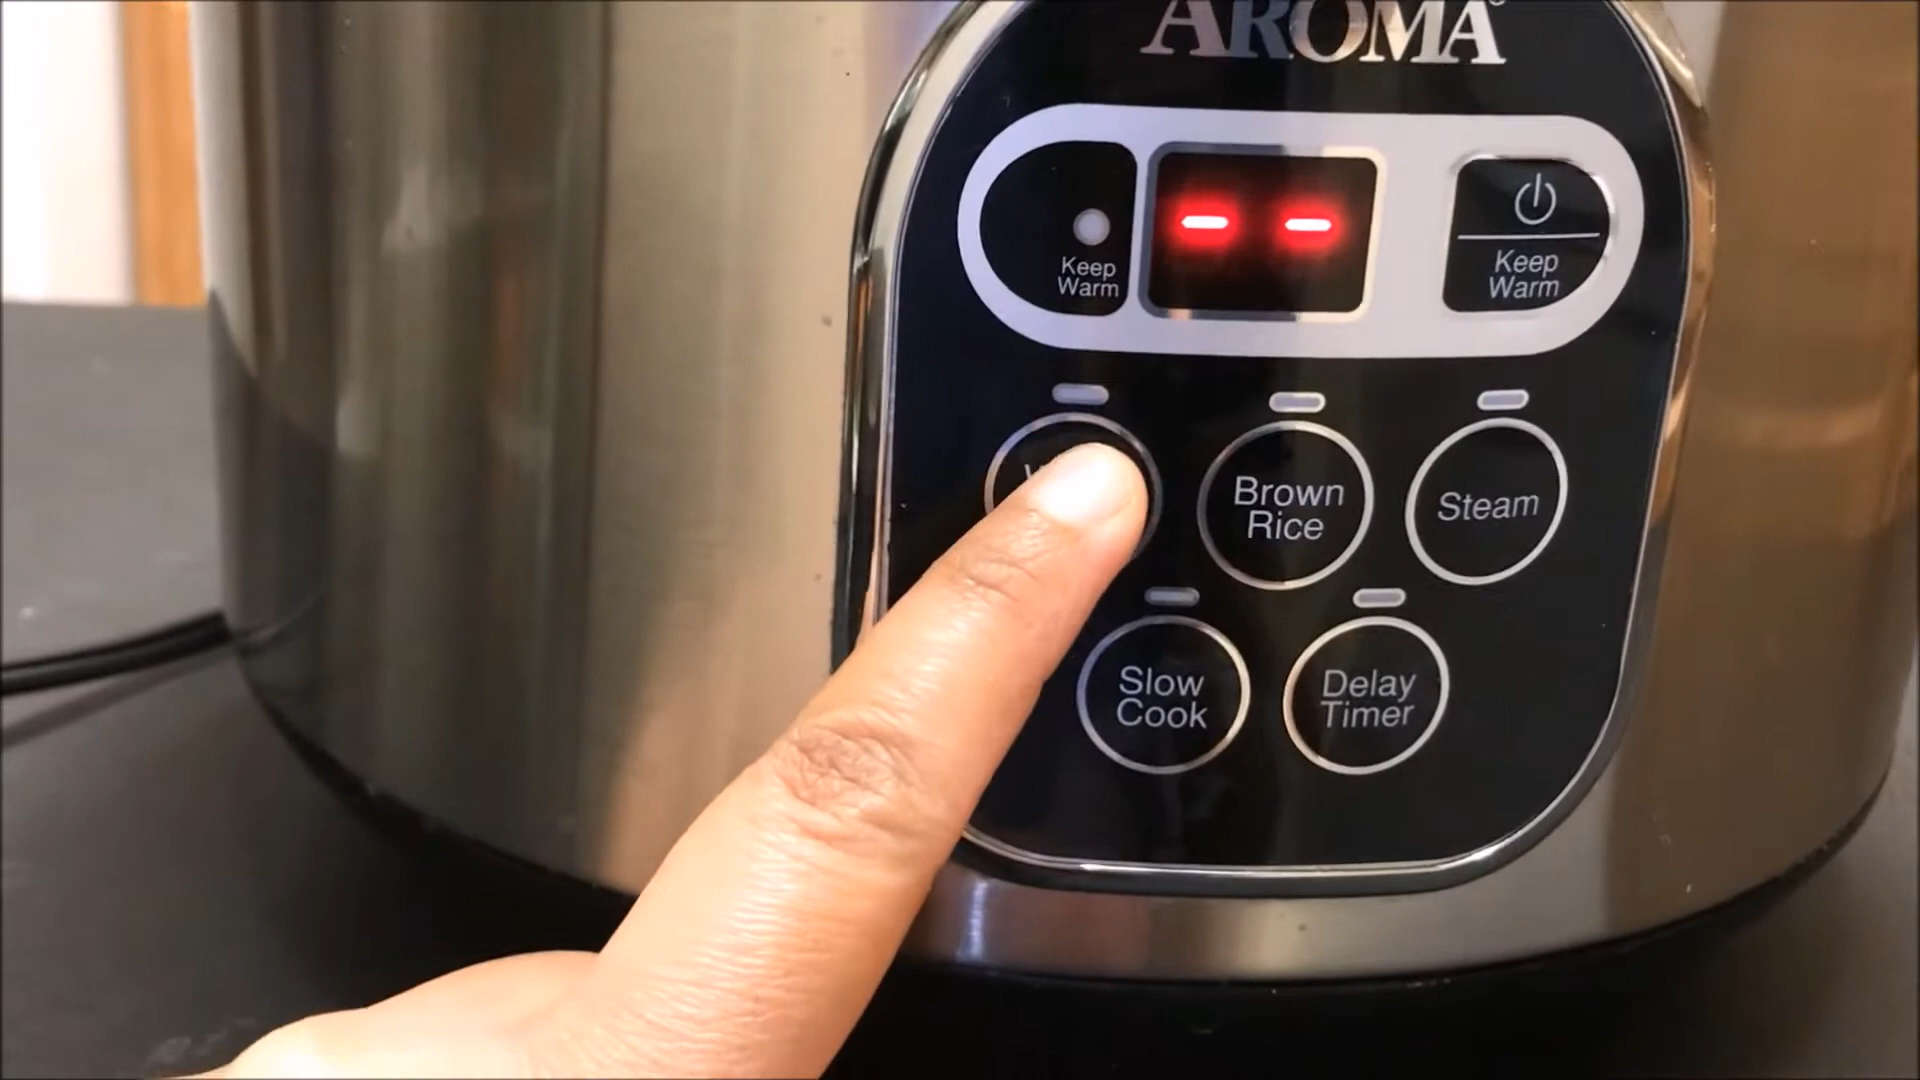 AROMA®
Keep
Warm
Keep
Warm
Brown
Rice
Steam
Slow
Cook
Delay
Timer